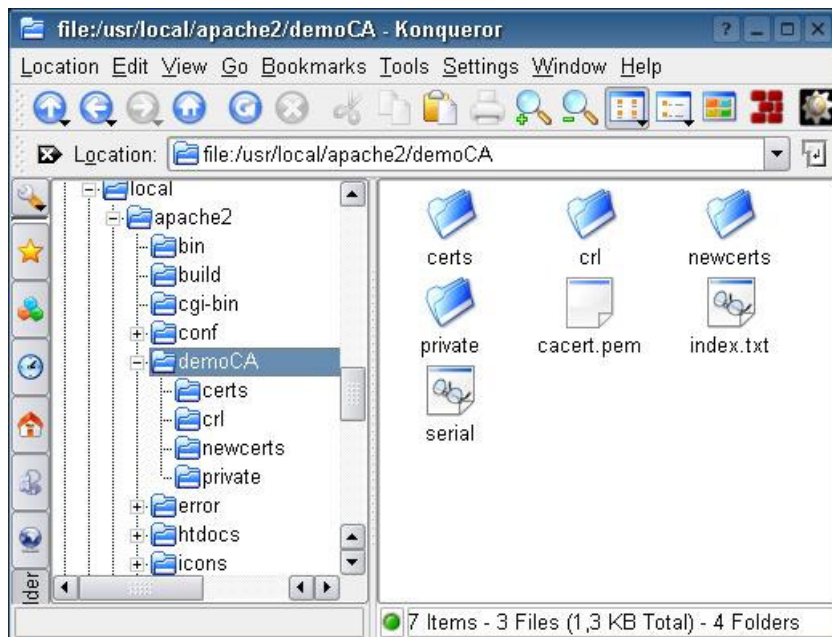 file:/usr/local/apache2/demoCA - Konqueror
Location Edit View Go Bookmarks Tools Settings Window Help
Location: file:/usr/local/apache2/demoCA
local
apache2
bin
build
cgi-bin
conf
demoCA
certs
crl
newcerts
private
error
htdocs
icons
lder
certs crl newcerts
private cacert.pem index.txt
serial
7 Items - 3 Files (1,3 KB Total) - 4 Folders